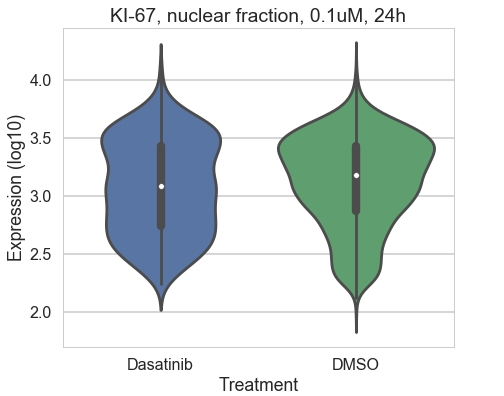 KI-67, nuclear fraction, 0.1uM, 24h
Expression (log10)
4.0
3.5
3.0
2.5
2.0
Dasatinib DMSO
Treatment